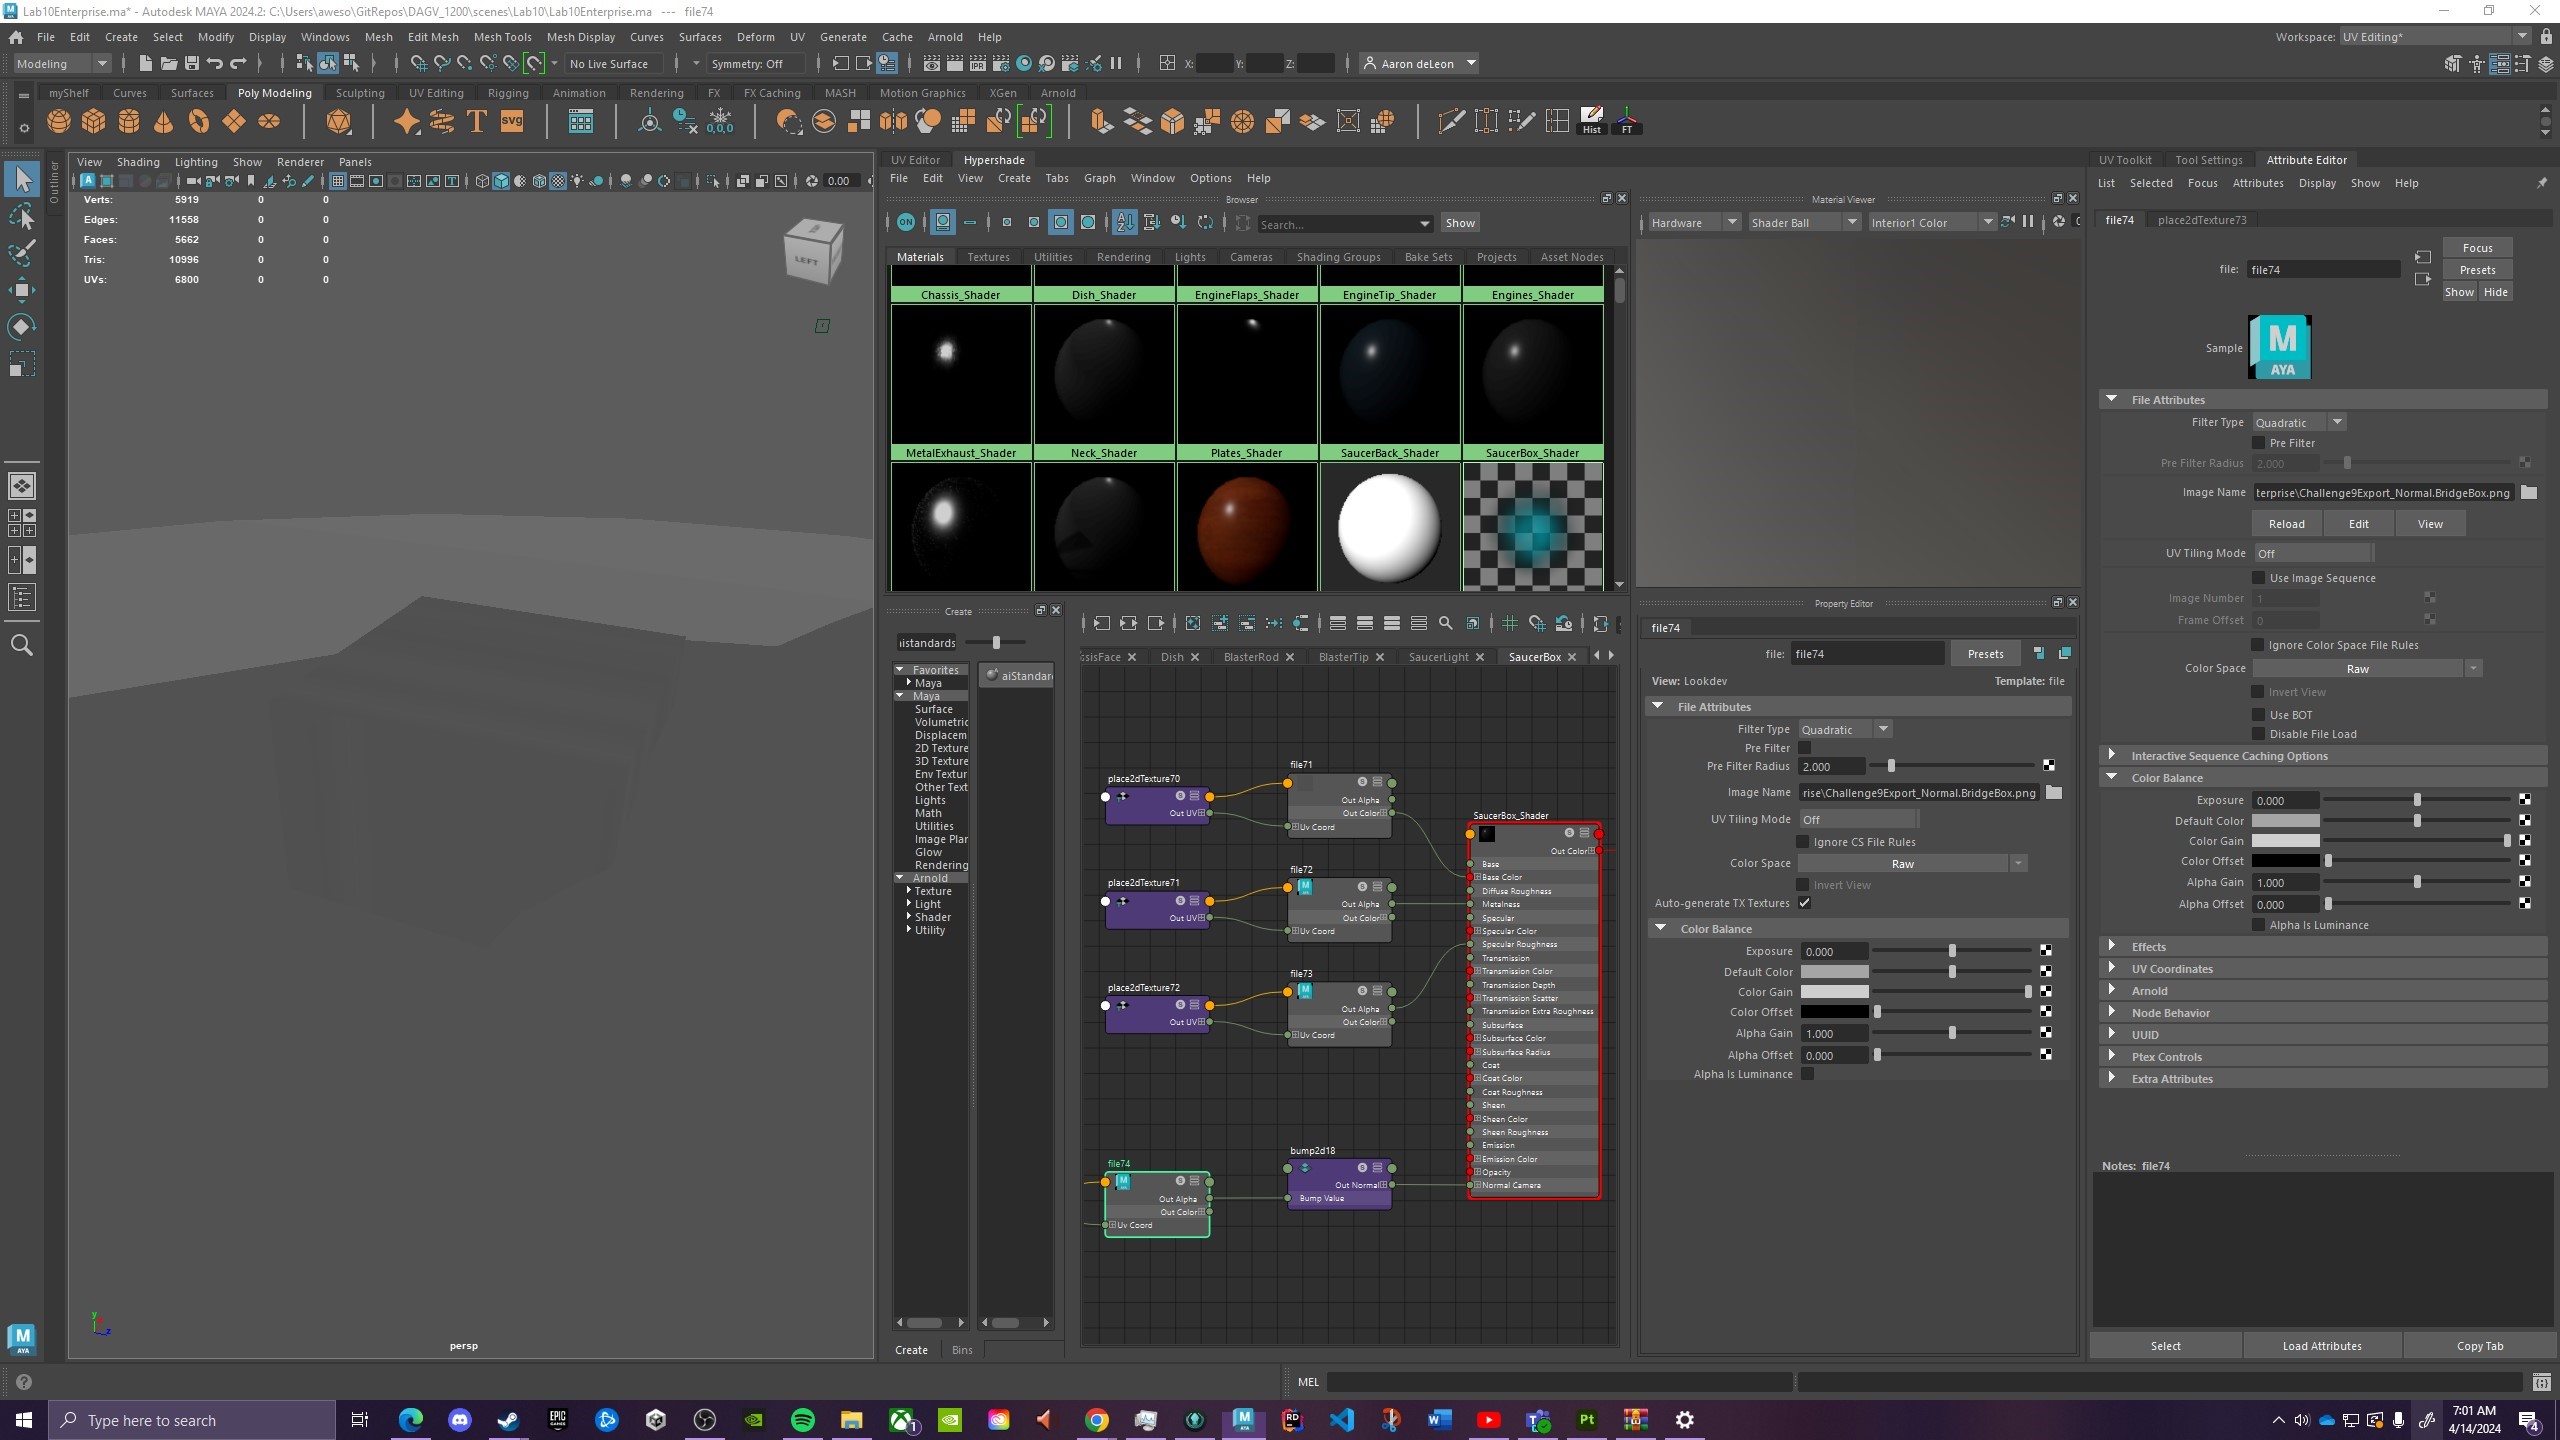 Lab10Enterprise.ma* - Autodesk MAYA 2024.2: C:\Users\aweso\GitRepos\DAGV_1200\scenes\Lab10\Lab10Enterprise.ma --- file74
File Edit Create Select Modify Display Windows Mesh Edit Mesh Mesh Tools Mesh Display Curves Surfaces Deform UV Generate Cache Arnold Help
Workspace: UV Editing*
Modeling
No Live Surface
Symmetry: Off
X: Y: Z:
Aaron deLeon
myShelf Curves Surfaces Poly Modeling Sculpting UV Editing Rigging Animation Rendering FX FX Caching MASH Motion Graphics XGen Arnold
T SVG 0,0,0 Hist FT
Outliner
View Shading Lighting Show Renderer Panels
0.00
Verts: 5919 0 0
Edges: 11558 0 0
Faces: 5662 0 0
Tris: 10996 0 0
UVs: 6800 0 0
LEFT
persp
y
z
UV Editor Hypershade
File Edit View Create Tabs Graph Window Options Help
Browser
ON
Search...
Show
Materials Textures Utilities Rendering Lights Cameras Shading Groups Bake Sets Projects Asset Nodes
Chassis_Shader Dish_Shader EngineFlaps_Shader EngineTip_Shader Engines_Shader
MetalExhaust_Shader Neck_Shader Plates_Shader SaucerBack_Shader SaucerBox_Shader
Material Viewer
Hardware Shader Ball Interior1 Color
Create
iistandards
Favorites
Maya
Maya
Surface
Volumetric
Displacem
2D Texture
3D Texture
Env Textur
Other Text
Lights
Math
Utilities
Image Plar
Glow
Rendering
Arnold
Texture
Light
Shader
Utility
aiStandar
Create Bins
ssisFace Dish BlasterRod BlasterTip SaucerLight SaucerBox
place2dTexture70
Out UV
file71
Out Alpha
Out Color
Uv Coord
place2dTexture71
Out UV
file72
Out Alpha
Out Color
Uv Coord
place2dTexture72
Out UV
file73
Out Alpha
Out Color
Uv Coord
file74
Out Alpha
Out Color
Uv Coord
bump2d18
Out Normal
Bump Value
SaucerBox_Shader
Out Color
Base
Base Color
Diffuse Roughness
Metalness
Specular
Specular Color
Specular Roughness
Transmission
Transmission Color
Transmission Depth
Transmission Scatter
Transmission Extra Roughness
Subsurface
Subsurface Color
Subsurface Radius
Coat
Coat Color
Coat Roughness
Sheen
Sheen Color
Sheen Roughness
Emission
Emission Color
Opacity
Normal Camera
Property Editor
file74
file: file74 Presets
View: Lookdev Template: file
File Attributes
Filter Type Quadratic
Pre Filter
Pre Filter Radius 2.000
Image Name rise\Challenge9Export_Normal.BridgeBox.png
UV Tiling Mode Off
Ignore CS File Rules
Color Space Raw
Invert View
Auto-generate TX Textures
Color Balance
Exposure 0.000
Default Color
Color Gain
Color Offset
Alpha Gain 1.000
Alpha Offset 0.000
Alpha Is Luminance
UV Toolkit Tool Settings Attribute Editor
List Selected Focus Attributes Display Show Help
file74 place2dTexture73
file: file74
Focus
Presets
Show Hide
Sample
M
AYA
File Attributes
Filter Type Quadratic
Pre Filter
Pre Filter Radius 2.000
Image Name terprise\Challenge9Export_Normal.BridgeBox.png
Reload Edit View
UV Tiling Mode Off
Use Image Sequence
Image Number 1
Frame Offset 0
Ignore Color Space File Rules
Color Space Raw
Invert View
Use BOT
Disable File Load
Interactive Sequence Caching Options
Color Balance
Exposure 0.000
Default Color
Color Gain
Color Offset
Alpha Gain 1.000
Alpha Offset 0.000
Alpha Is Luminance
Effects
UV Coordinates
Arnold
Node Behavior
UUID
Ptex Controls
Extra Attributes
Notes: file74
Select Load Attributes Copy Tab
M
AYA
MEL
Type here to search
7:01 AM
4/14/2024
4